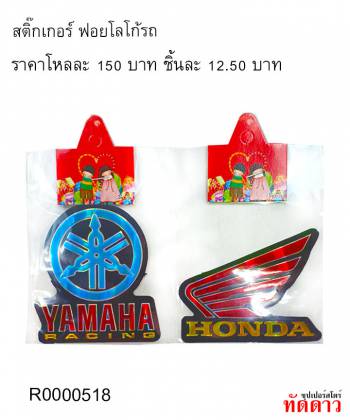 สติ๊กเกอร์ ฟอยโลโก้รถ
ราคาโหลละ 150 บาท ชิ้นละ 12.50 บาท
YAMAHA
RACING
HONDA
R0000518
ซุปเปอร์สโตร์
ทัดดาว